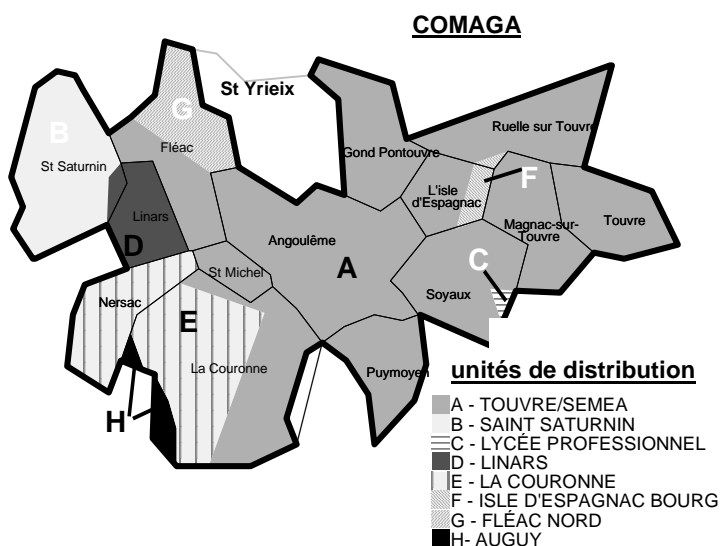 COMAGA
St Yrieix
G
B
Ruelle sur Touvre
Fléac
Gond Pontouvre
St Saturnin
F
L'isle
d'Espagnac
Linars
Magnac-sur-
Touvre
Touvre
D
Angoulême
A
C
St Michel
Nersac
E
Soyaux
La Couronne
Puymoyen
H
unités de distribution
A - TOUVRE/SEMEA
B - SAINT SATURNIN
C - LYCÉE PROFESSIONNEL
D - LINARS
E - LA COURONNE
F - ISLE D'ESPAGNAC BOURG
G - FLÉAC NORD
H- AUGUY